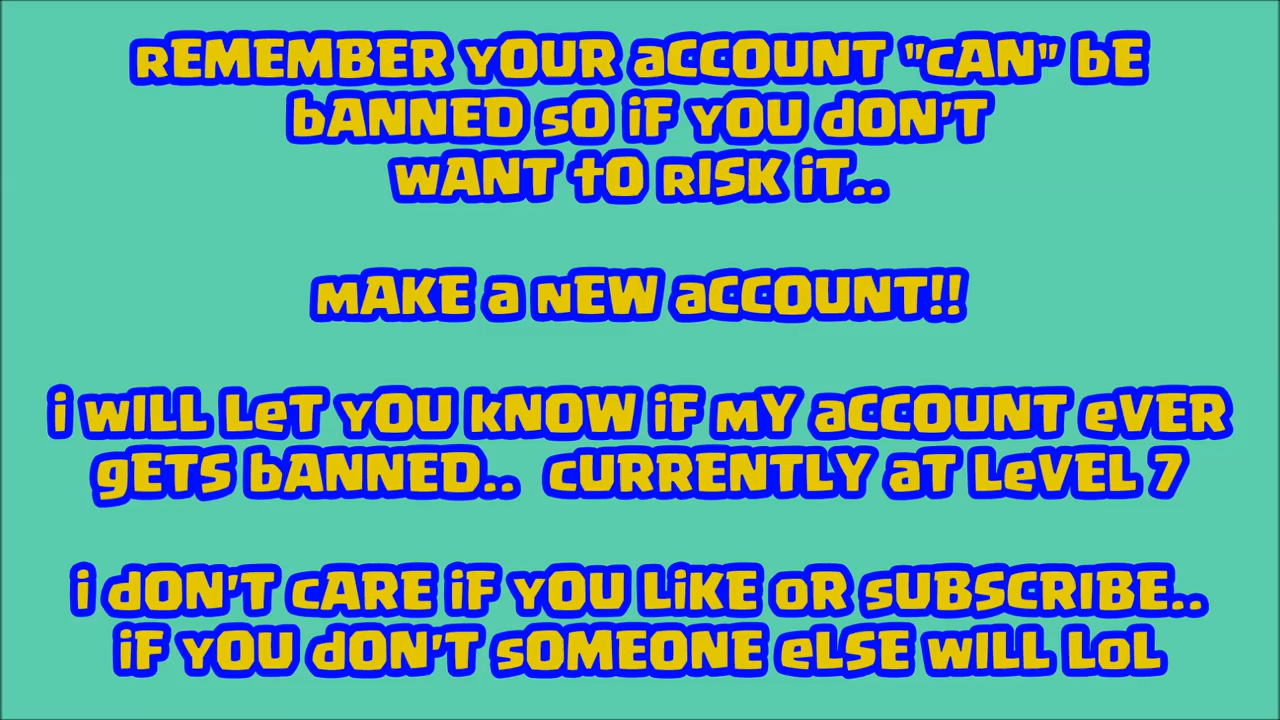 REMEMBER YOUR ACCOUNT "CAN" BE
BANNED SO IF YOU DON'T
WANT TO RISK IT..
MAKE A NEW ACCOUNT!!
I WILL LET YOU KNOW IF MY ACCOUNT EVER
GETS BANNED.. CURRENTLY AT LEVEL 7
I DON'T CARE IF YOU LIKE OR SUBSCRIBE..
IF YOU DON'T SOMEONE ELSE WILL LOL